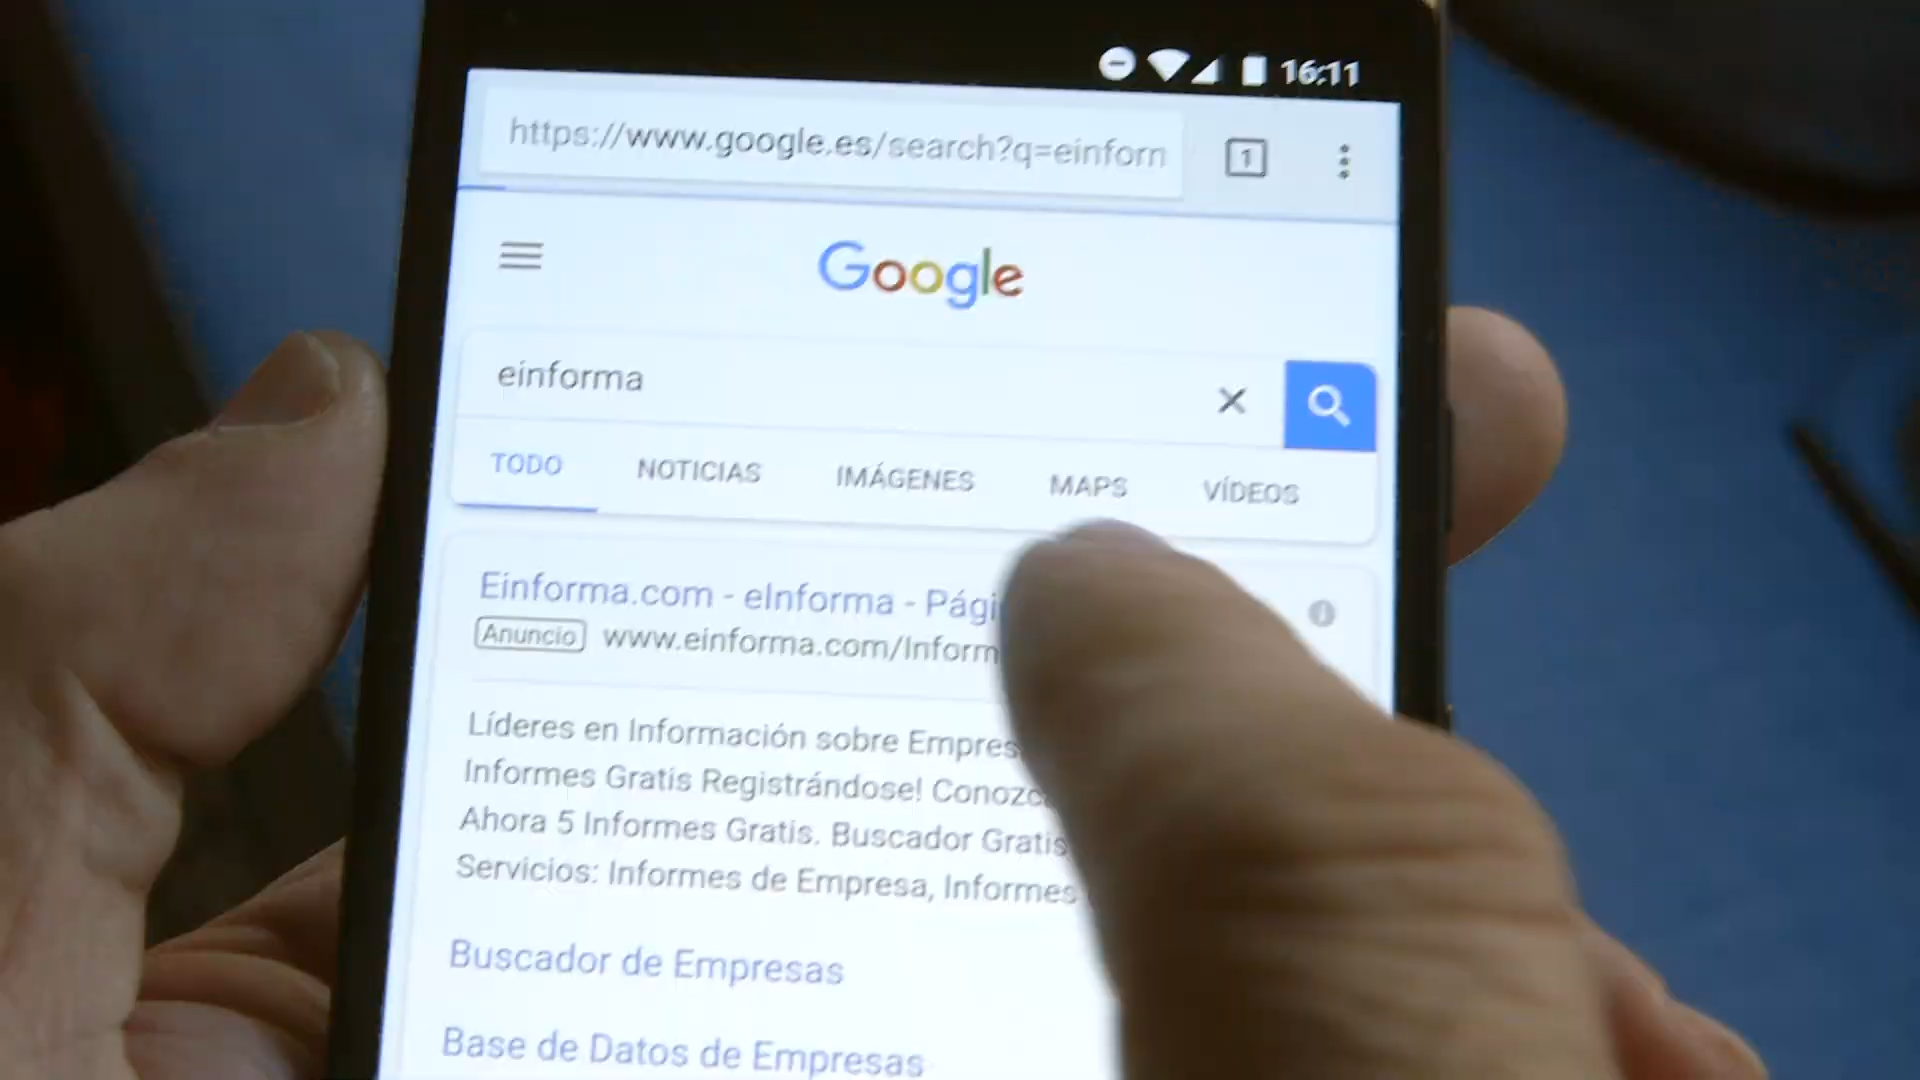 16:11
https://www.google.es/search?q=einform
1
Google
einforma
TODO NOTICIAS IMÁGENES MAPS VÍDEOS
Einforma.com - eInforma - Pági
Anuncio www.einforma.com/Inform
Líderes en Información sobre Empres
Informes Gratis Registrándose! Conozc
Ahora 5 Informes Gratis. Buscador Gratis
Servicios: Informes de Empresa, Informes
Buscador de Empresas
Base de Datos de Empresas